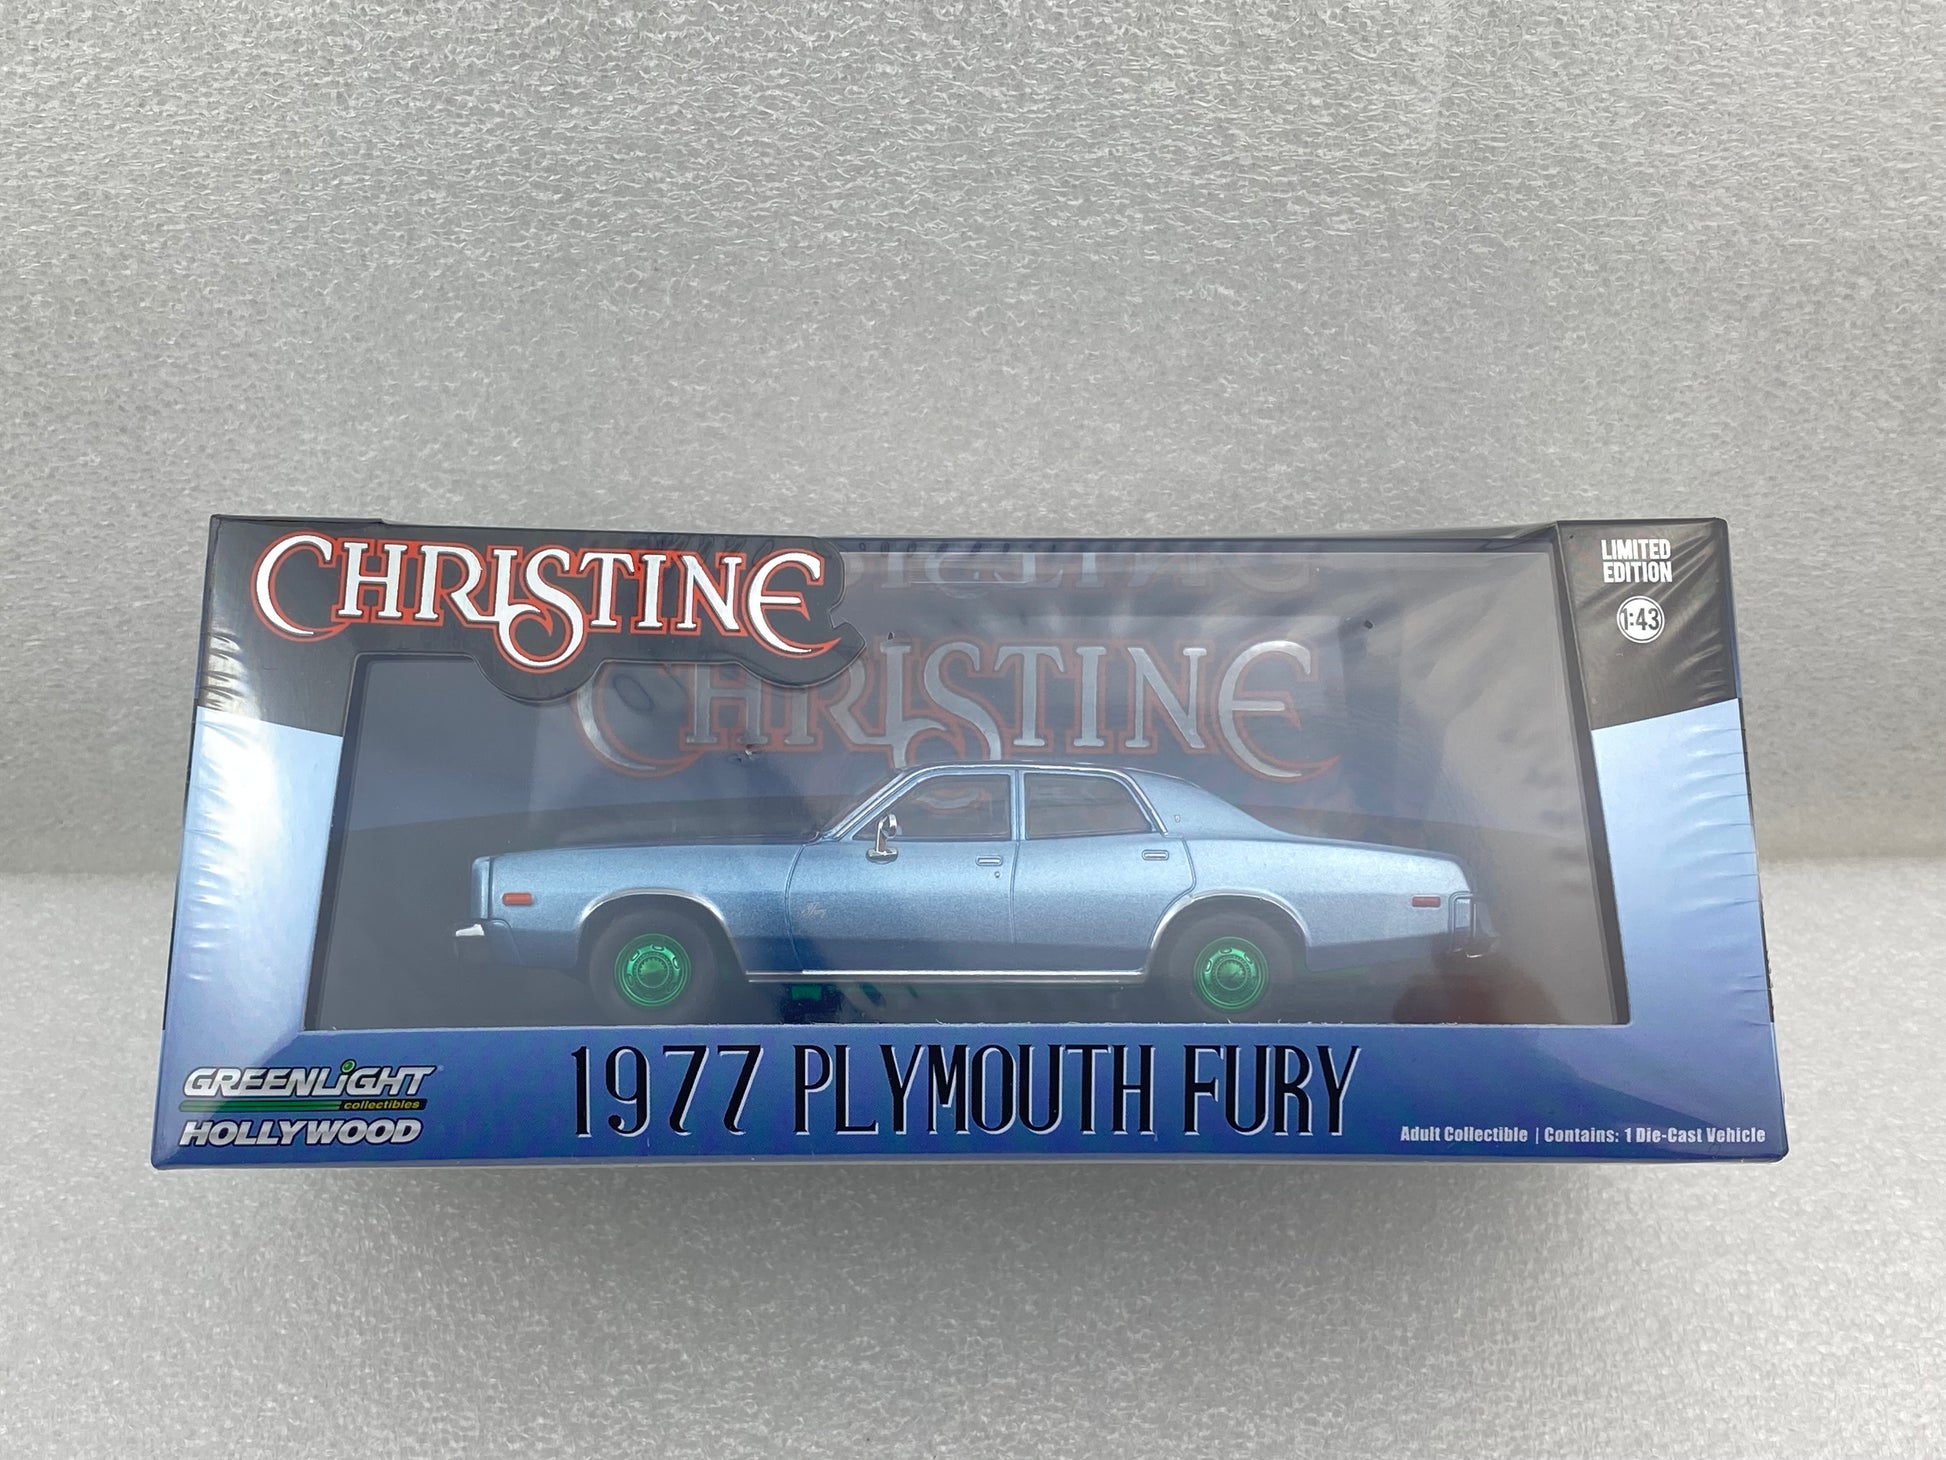 CHRISTINE
LIMITED
EDITION
1:43
CHRISTINE
Fury
1977 PLYMOUTH FURY
GREENLiGHT
collectibles
HOLLYWOOD
Adult Collectible | Contains: 1 Die-Cast Vehicle